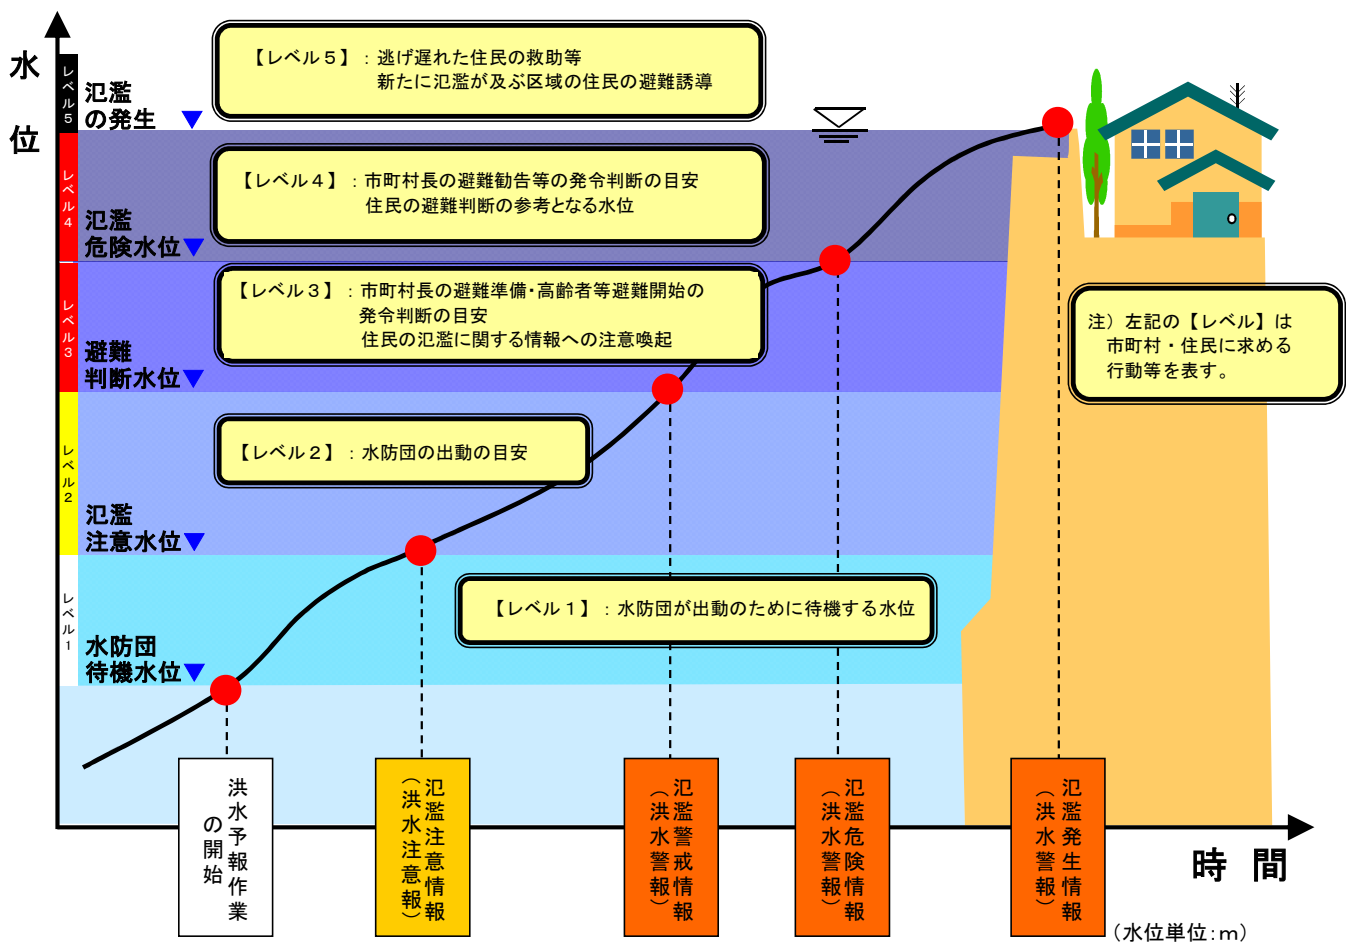 水
位
レベル5
氾濫
の発生
【レベル５】：逃げ遅れた住民の救助等
新たに氾濫が及ぶ区域の住民の避難誘導
レベル4
氾濫
危険水位
【レベル４】：市町村長の避難勧告等の発令判断の目安
住民の避難判断の参考となる水位
レベル3
避難
判断水位
【レベル３】：市町村長の避難準備・高齢者等避難開始の
発令判断の目安
住民の氾濫に関する情報への注意喚起
注）左記の【レベル】は
市町村・住民に求める
行動等を表す。
レベル2
氾濫
注意水位
【レベル２】：水防団の出動の目安
レベル1
水防団
待機水位
【レベル１】：水防団が出動のために待機する水位
洪水予報作業
の開始
氾濫注意情報
（洪水注意報）
氾濫警戒情報
（洪水警報）
氾濫危険情報
（洪水警報）
氾濫発生情報
（洪水警報）
時間
（水位単位：ｍ）